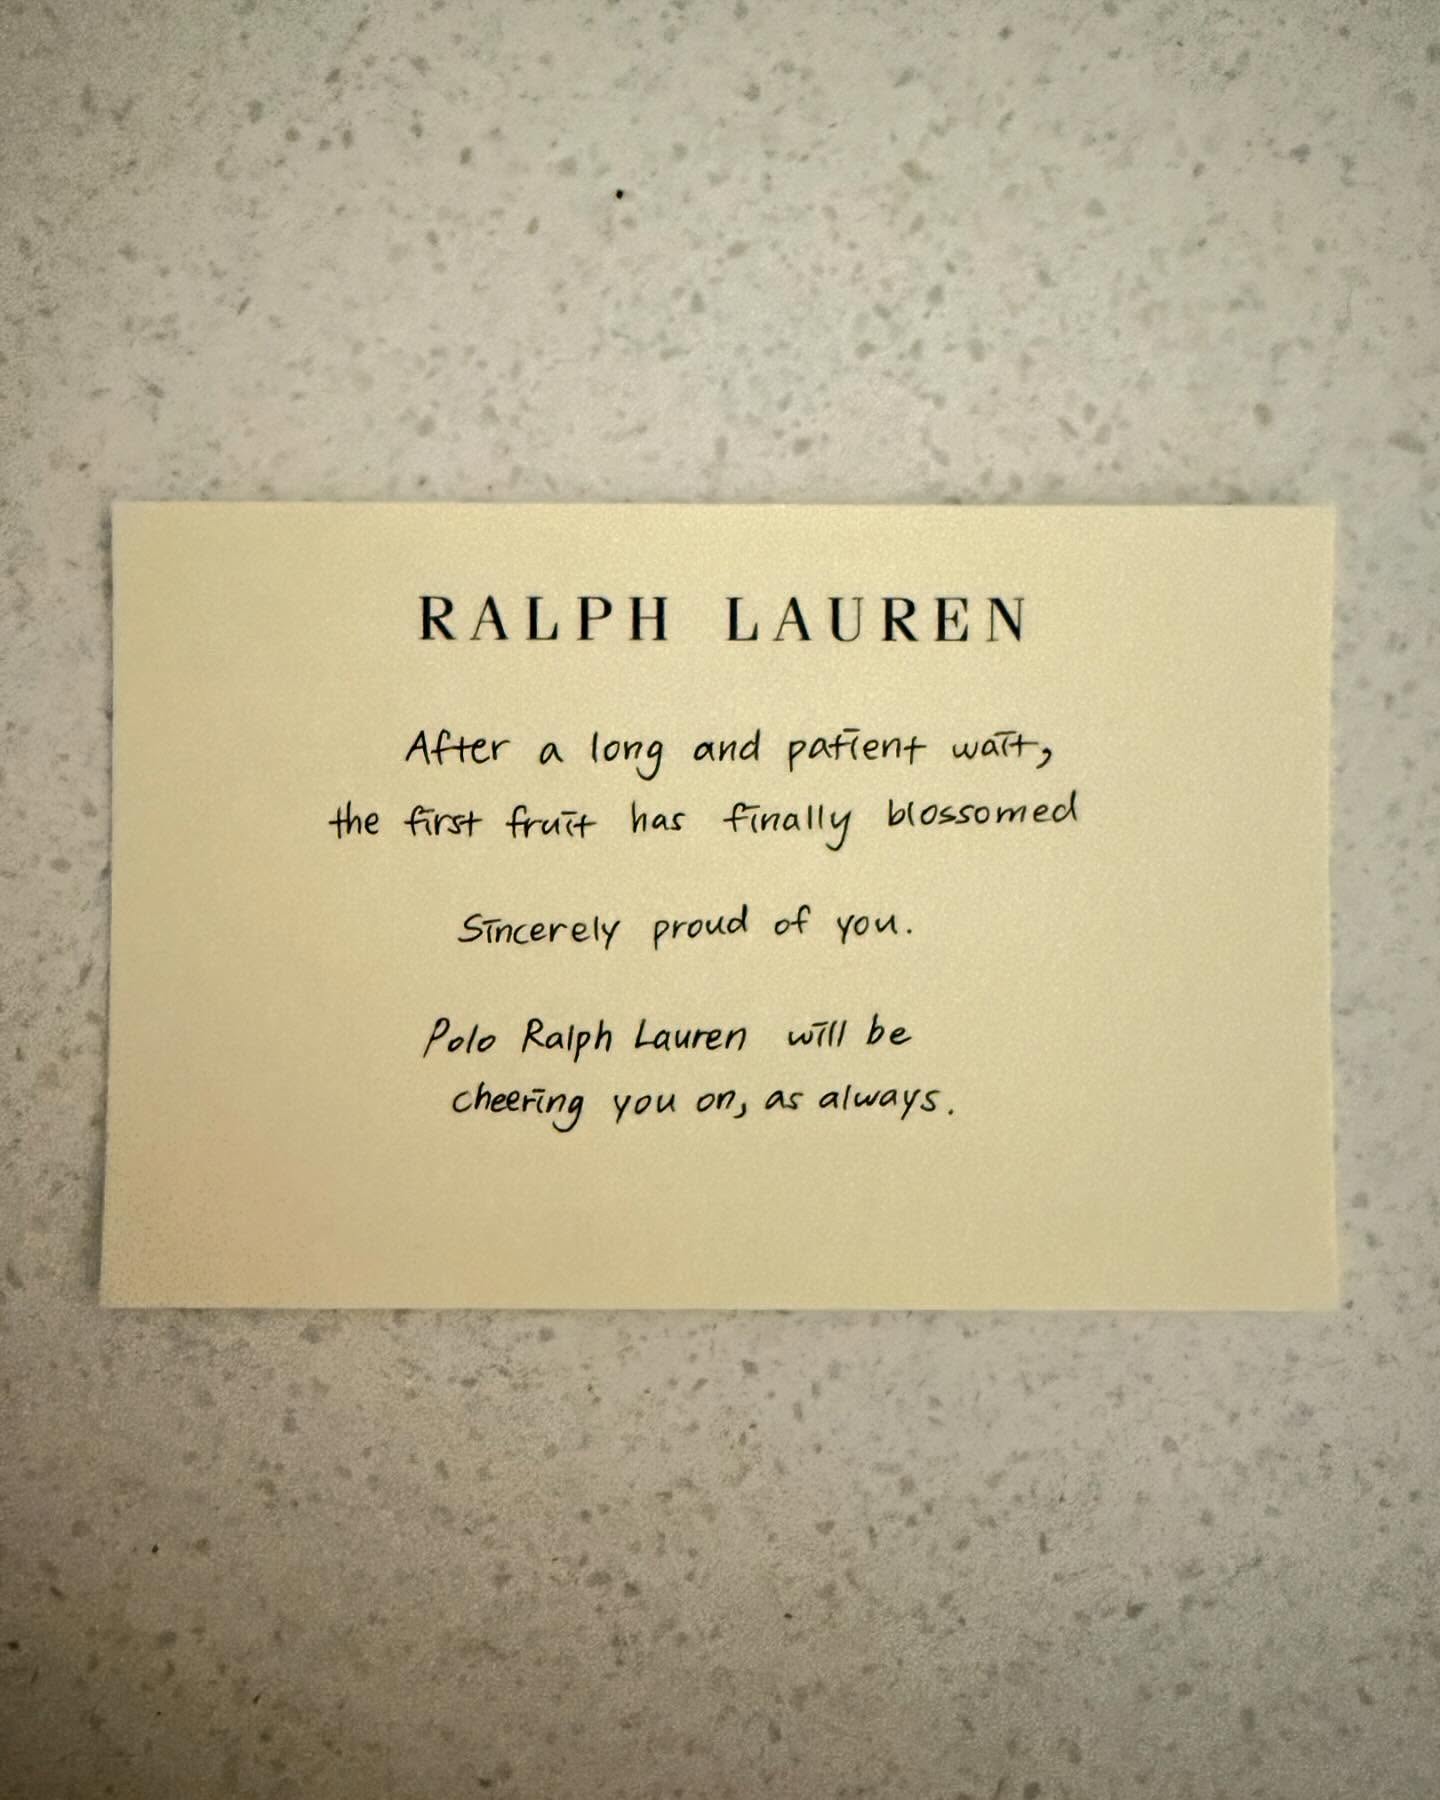 RALPH LAUREN
After a long and patient wait,
the first fruit has finally blossomed
Sincerely proud of you.
Polo Ralph Lauren will be
cheering you on, as always.